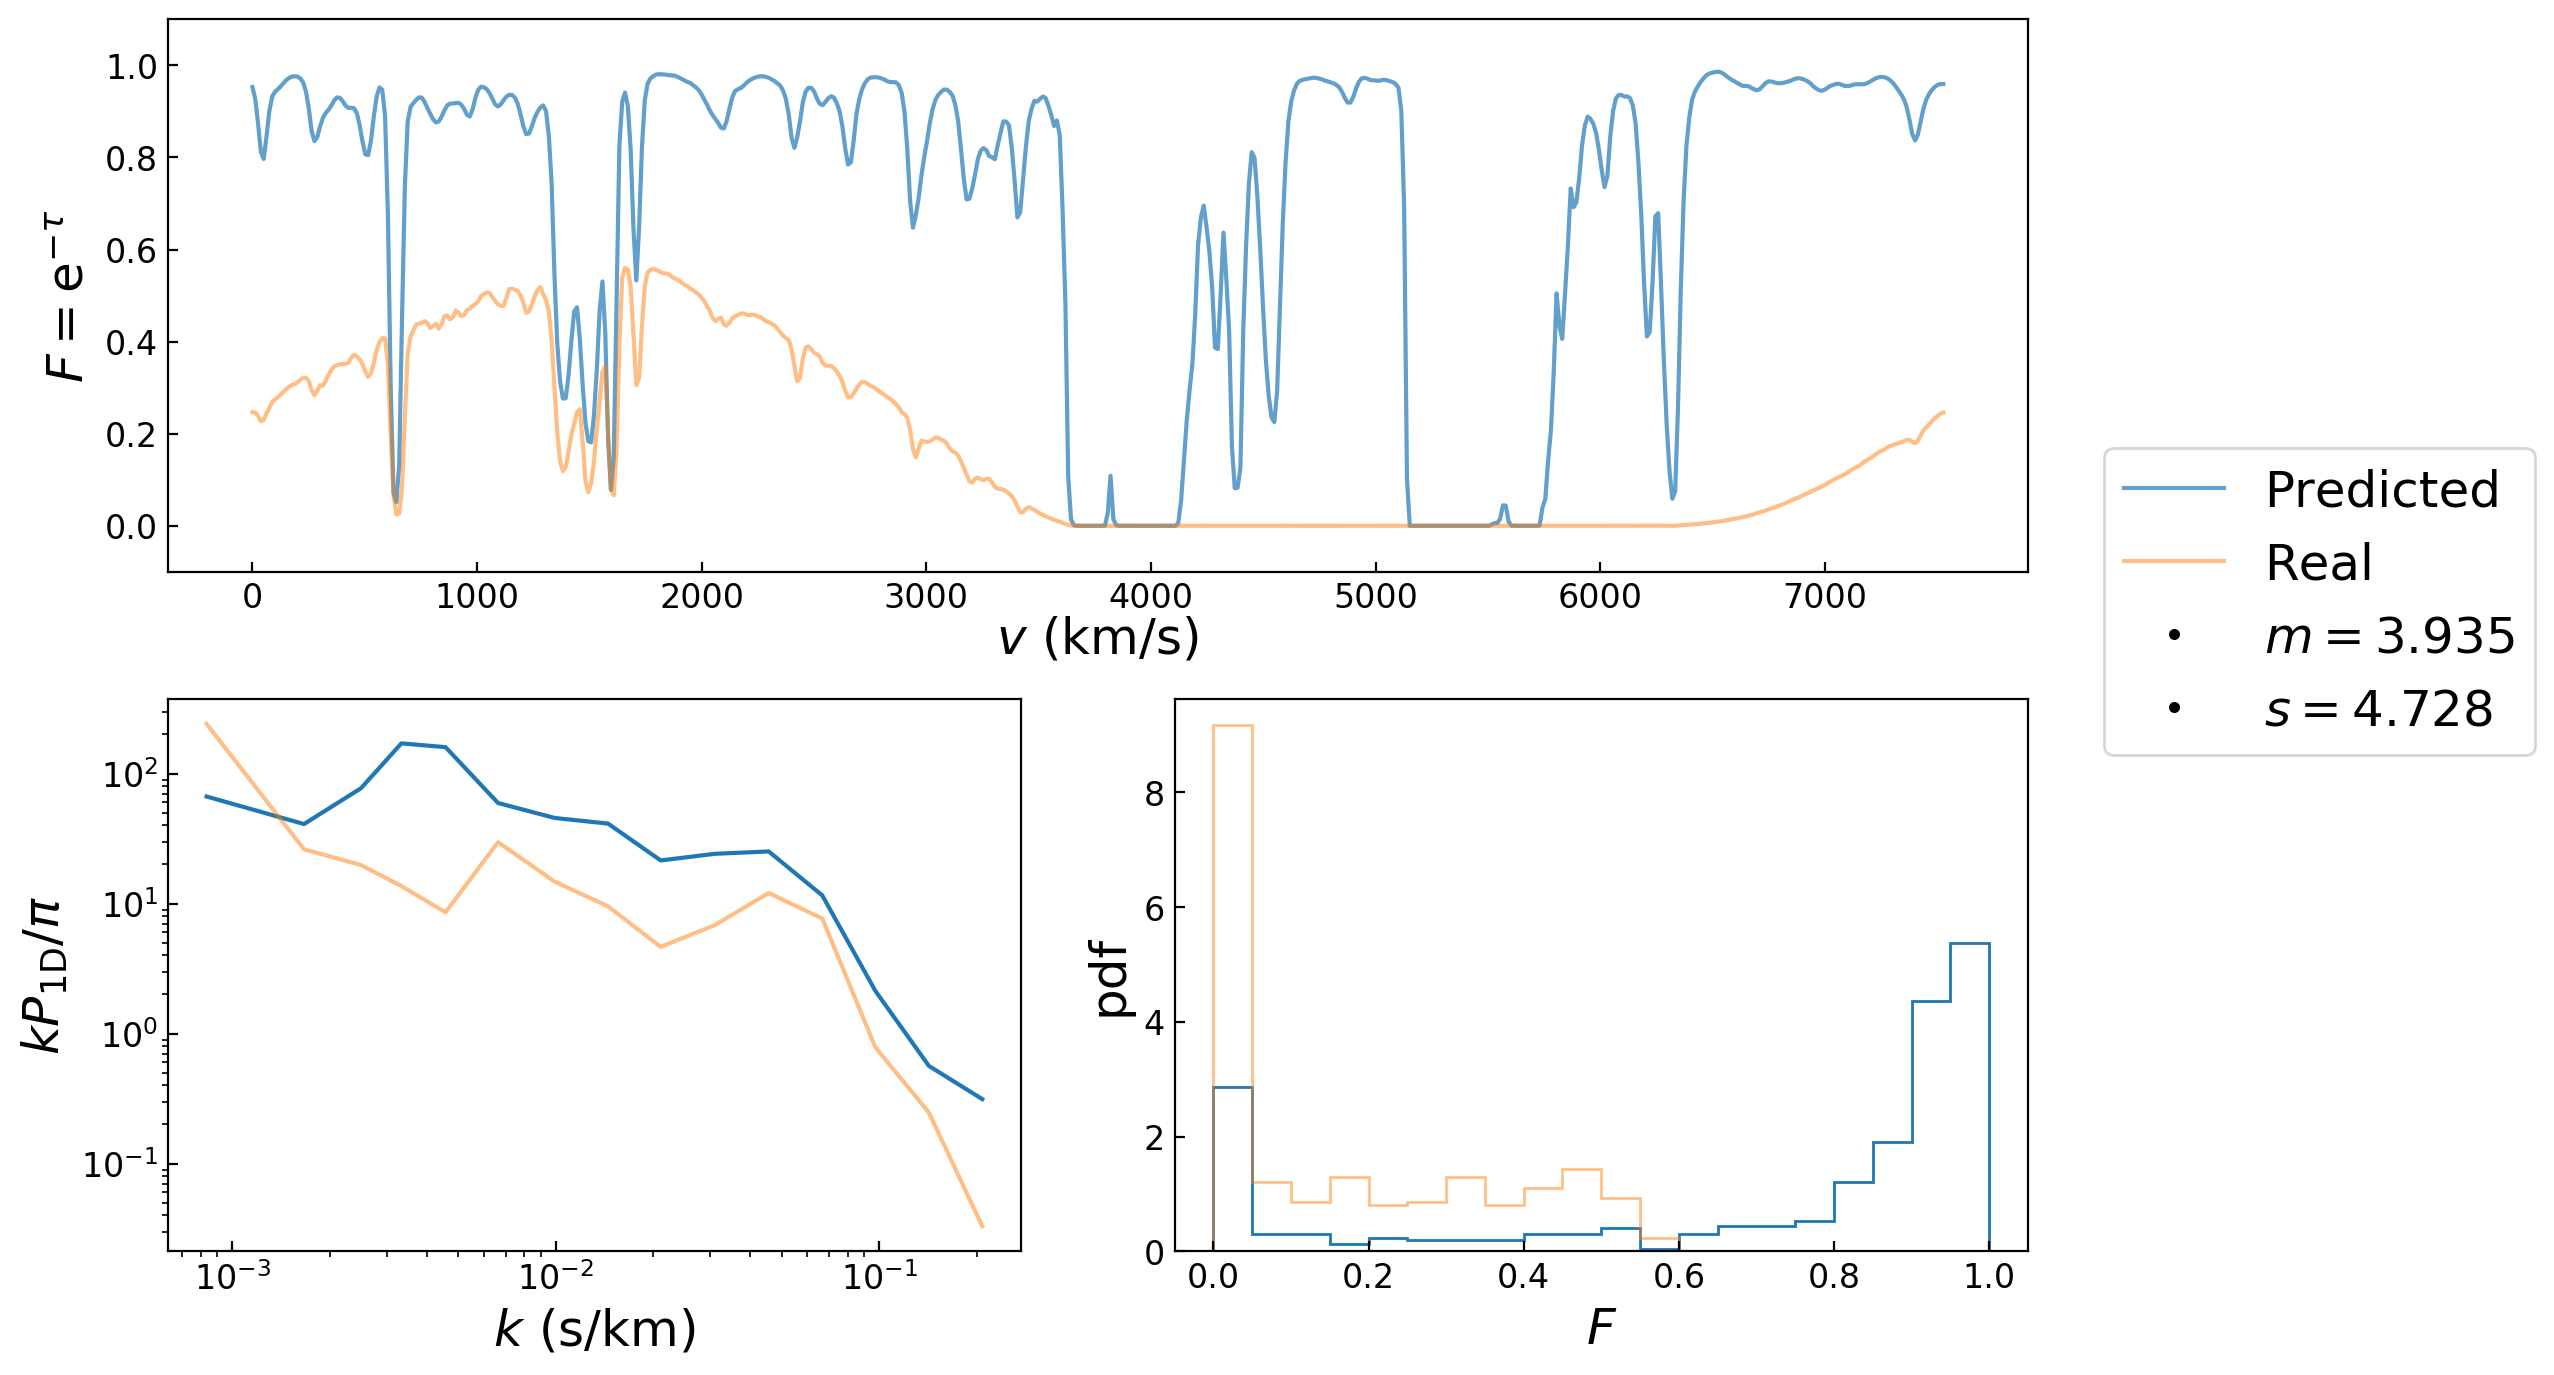 1.0
0.8
0.6
0.4
0.2
0.0
F = e^{−τ}
0 1000 2000 3000 4000 5000 6000 7000
v (km/s)
Predicted
Real
m = 3.935
s = 4.728
10^2
10^1
10^0
10^{−1}
kP_{1D}/π
10^{−3} 10^{−2} 10^{−1}
k (s/km)
8
6
4
2
0
pdf
0.0 0.2 0.4 0.6 0.8 1.0
F